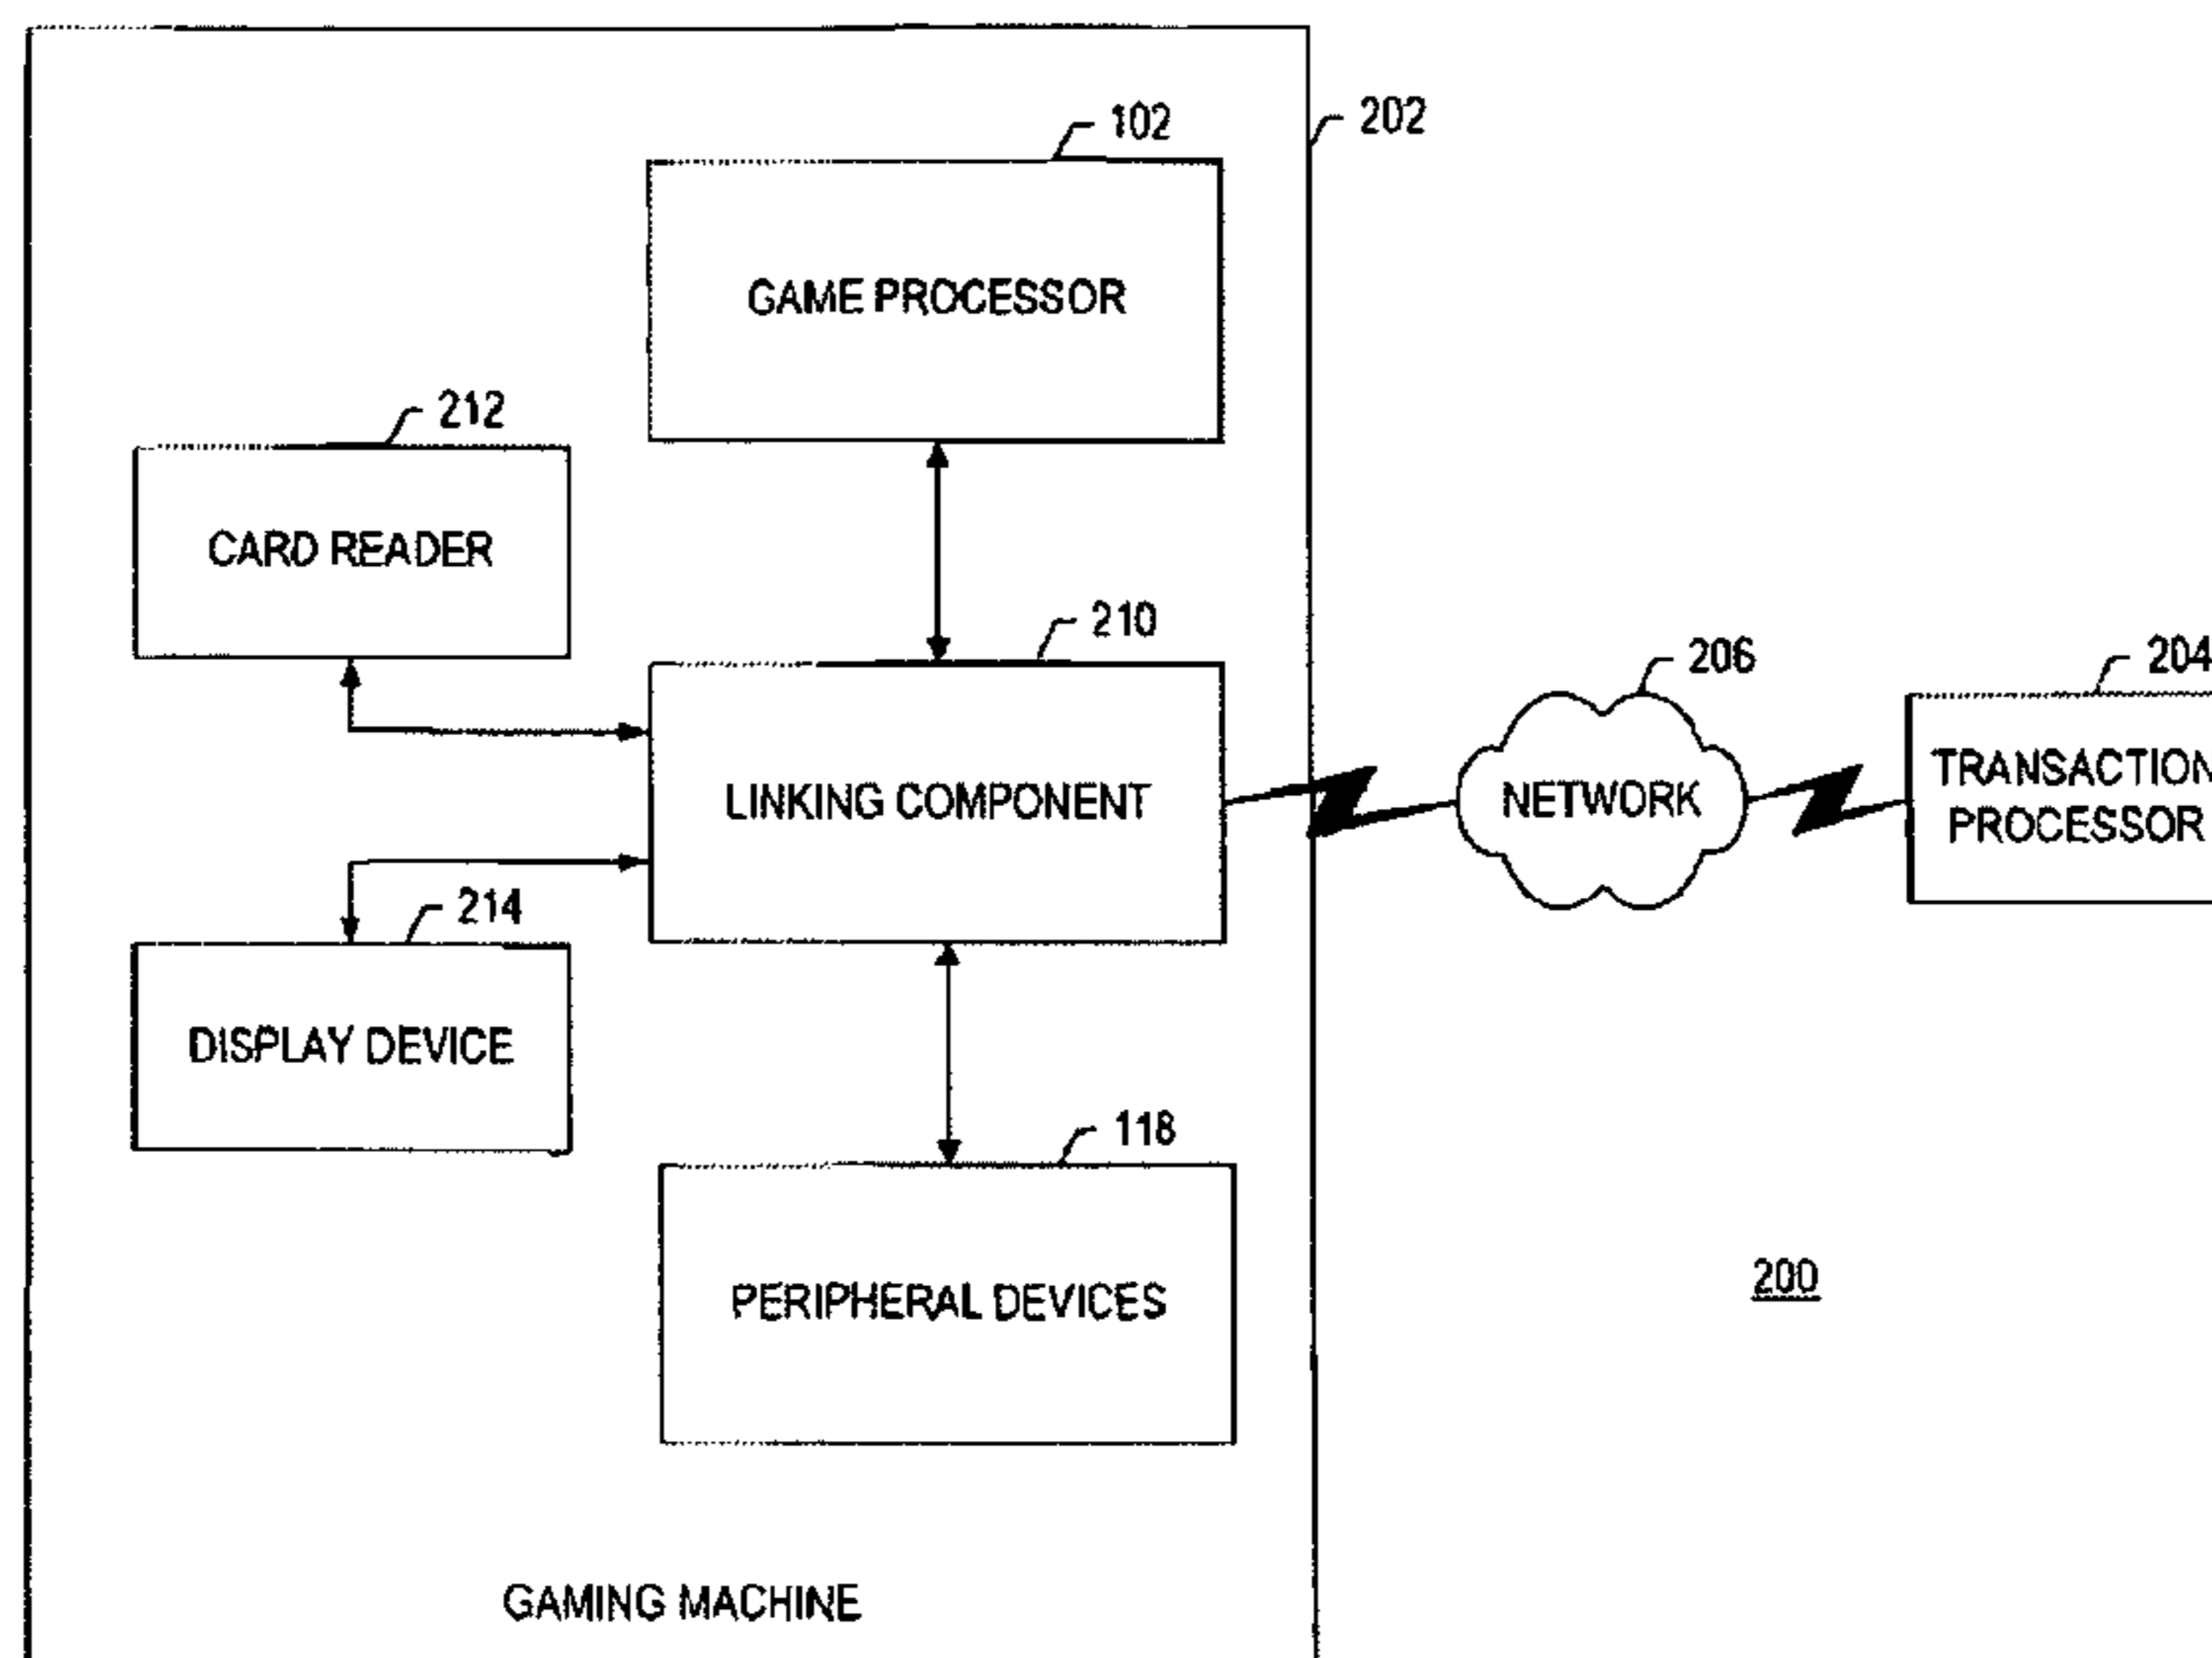 102
202
GAME PROCESSOR
212
CARD READER
210
206
204
LINKING COMPONENT
NETWORK
TRANSACTION
PROCESSOR
214
DISPLAY DEVICE
118
PERIPHERAL DEVICES
200
GAMING MACHINE